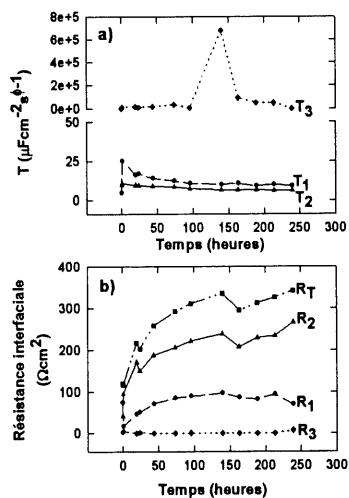 a)
8e+5
6e+5
4e+5
2e+5
0e+0
T3
50
25
0
T1
T2
T (µFcm-2sϕ-1)
0 50 100 150 200 250 300
Temps (heures)
b)
400
300
200
100
0
RT
R2
R1
R3
Résistance interfaciale
(Ωcm2)
0 50 100 150 200 250 300
Temps (heures)